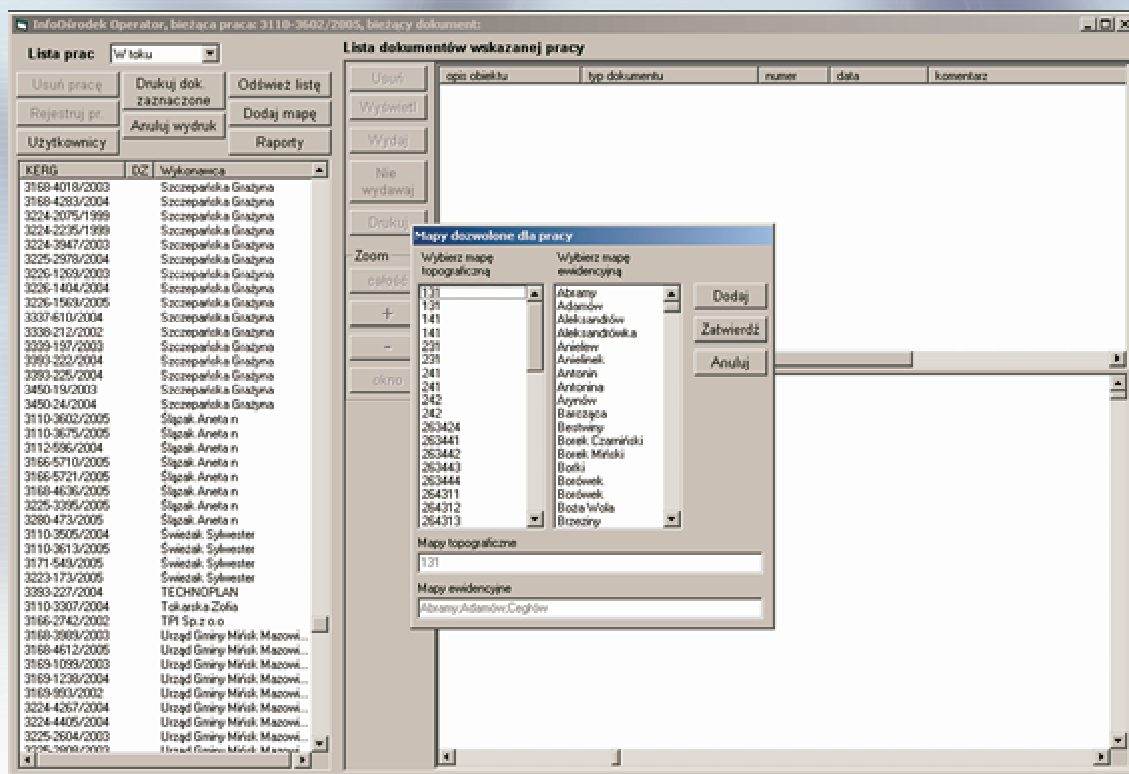 InfoOśrodek Operator, bieżąca praca: 3110-3602/2005, bieżący dokument:
Lista prac W toku
Lista dokumentów wskazanej pracy
Usuń pracę
Drukuj dok. zaznaczone
Odśwież listę
Rejestruj pr.
Anuluj wydruk
Dodaj mapę
Użytkownicy
Raporty
KERG DZ Wykonawca
3168-4018/2003 Szczepańska Grażyna
3168-4283/2004 Szczepańska Grażyna
3224-2075/1999 Szczepańska Grażyna
3224-2235/1999 Szczepańska Grażyna
3224-3947/2003 Szczepańska Grażyna
3225-2978/2004 Szczepańska Grażyna
3226-1269/2003 Szczepańska Grażyna
3226-1404/2004 Szczepańska Grażyna
3226-1569/2005 Szczepańska Grażyna
3337-610/2004 Szczepańska Grażyna
3338-212/2002 Szczepańska Grażyna
3339-197/2003 Szczepańska Grażyna
3393-222/2004 Szczepańska Grażyna
3393-225/2004 Szczepańska Grażyna
3450-19/2003 Szczepańska Grażyna
3450-24/2004 Szczepańska Grażyna
3110-3602/2005 Ślązak Aneta n
3110-3675/2005 Ślązak Aneta n
3112-596/2004 Ślązak Aneta n
3166-5710/2005 Ślązak Aneta n
3166-5721/2005 Ślązak Aneta n
3168-4636/2005 Ślązak Aneta n
3225-3395/2005 Ślązak Aneta n
3280-473/2005 Ślązak Aneta n
3110-3505/2004 Świeżak Sylwester
3110-3613/2005 Świeżak Sylwester
3171-549/2005 Świeżak Sylwester
3223-173/2005 Świeżak Sylwester
3393-227/2004 TECHNOPLAN
3110-3307/2004 Tokarska Zofia
3166-2742/2002 TPI Sp.z o.o
3168-3989/2003 Urząd Gminy Mińsk Mazowi...
3168-4612/2005 Urząd Gminy Mińsk Mazowi...
3169-1099/2003 Urząd Gminy Mińsk Mazowi...
3169-1238/2004 Urząd Gminy Mińsk Mazowi...
3169-993/2002 Urząd Gminy Mińsk Mazowi...
3224-4267/2004 Urząd Gminy Mińsk Mazowi...
3224-4405/2004 Urząd Gminy Mińsk Mazowi...
3225-2604/2003 Urząd Gminy Mińsk Mazowi...
Urząd Gminy Mińsk
Usuń
Wyświetl
Wydaj
Nie wydawaj
Drukuj
Zoom
całość
+
-
okno
opis obiektu typ dokumentu numer data komentarz
Mapy dozwolone dla pracy
Wybierz mapę topograficzną
131
131
141
141
231
231
241
241
242
242
263424
263441
263442
263443
263444
264311
264312
264313
Wybierz mapę ewidencyjną
Abramy
Adamów
Aleksandrów
Aleksandrówka
Anielew
Anielinek
Antonin
Antonina
Arynów
Barcząca
Bestwiny
Borek Czarniński
Borek Miński
Borki
Borówek
Borówek
Boża Wola
Brzeziny
Dodaj
Zatwierdź
Anuluj
Mapy topograficzne
131
Mapy ewidencyjne
Abramy;Adamów;Cegłów